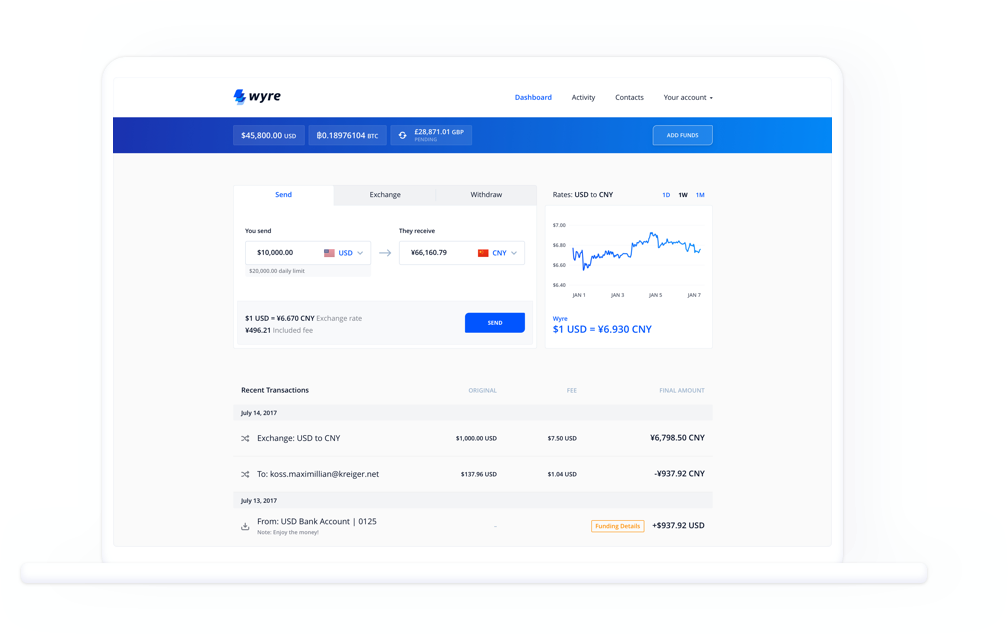 wyre
Dashboard Activity Contacts Your account
$45,800.00 USD ฿0.18976104 BTC £28,871.01 GBP
PENDING
ADD FUNDS
Send Exchange Withdraw
Rates: USD to CNY 1D 1W 1M
You send They receive
$10,000.00 USD ¥66,160.79 CNY
$20,000.00 daily limit
$1 USD = ¥6.670 CNY Exchange rate
¥496.21 Included fee
SEND
$7.00
$6.80
$6.60
$6.40
JAN 1 JAN 3 JAN 5 JAN 7
Wyre
$1 USD = ¥6.930 CNY
Recent Transactions ORIGINAL FEE FINAL AMOUNT
July 14, 2017
Exchange: USD to CNY $1,000.00 USD $7.50 USD ¥6,798.50 CNY
To: koss.maximillian@kreiger.net $137.96 USD $1.04 USD -¥937.92 CNY
July 13, 2017
From: USD Bank Account | 0125 - Funding Details +$937.92 USD
Note: Enjoy the money!